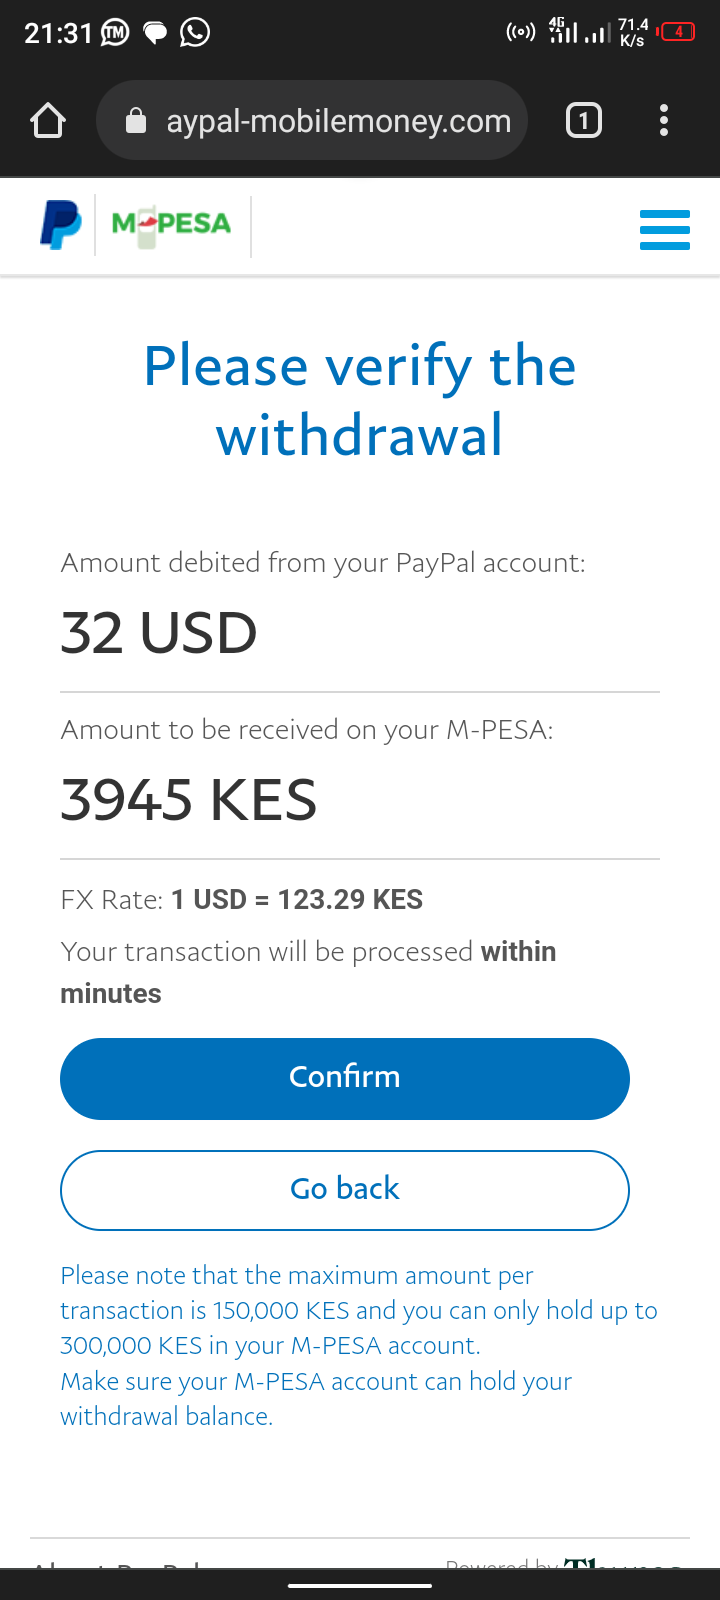 21:31 TM 4G 71.4 K/s 4
aypal-mobilemoney.com 1
M-PESA
Please verify the
withdrawal
Amount debited from your PayPal account:
32 USD
Amount to be received on your M-PESA:
3945 KES
FX Rate: 1 USD = 123.29 KES
Your transaction will be processed within
minutes
Confirm
Go back
Please note that the maximum amount per
transaction is 150,000 KES and you can only hold up to
300,000 KES in your M-PESA account.
Make sure your M-PESA account can hold your
withdrawal balance.
About PayPal
Powered by